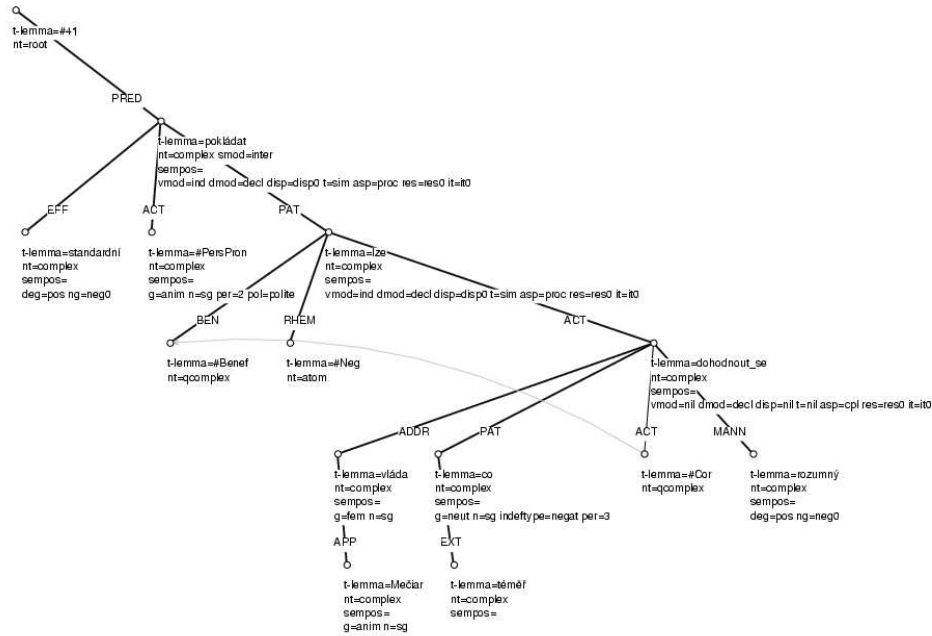 t-lemma=#41
nt=root
PRED
t-lemma=pokládat
nt=complex smod=inter
sempos=
vmod=ind dmod=decl disp=disp0 t=sim asp=proc res=res0 it=it0
EFF ACT PAT
t-lemma=standardní
nt=complex
sempos=
deg=pos ng=neg0
t-lemma=#PersPron
nt=complex
sempos=
g=anim n=sg per=2 pol=polite
t-lemma=lze
nt=complex
sempos=
vmod=ind dmod=decl disp=disp0 t=sim asp=proc res=res0 it=it0
BEN RHEM ACT
t-lemma=#Benef
nt=qcomplex
t-lemma=#Neg
nt=atom
t-lemma=dohodnout_se
nt=complex
sempos=
vmod=nil dmod=decl disp=nil t=nil asp=cpl res=res0 it=it0
ADDR PAT ACT MANN
t-lemma=vláda
nt=complex
sempos=
g=fem n=sg
t-lemma=co
nt=complex
sempos=
g=neut n=sg indeftype=negat per=3
t-lemma=#Cor
nt=qcomplex
t-lemma=rozumný
nt=complex
sempos=
deg=pos ng=neg0
APP EXT
t-lemma=Mečiar
nt=complex
sempos=
g=anim n=sg
t-lemma=téměř
nt=complex
sempos=